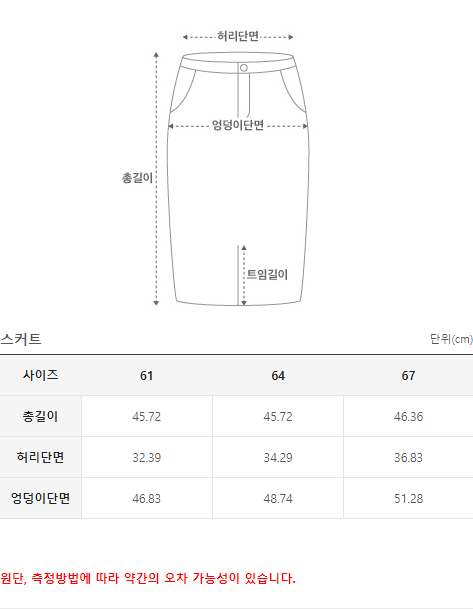 허리단면
엉덩이단면
총길이
트임길이
스커트 단위(cm)
사이즈 61 64 67
총길이 45.72 45.72 46.36
허리단면 32.39 34.29 36.83
엉덩이단면 46.83 48.74 51.28
원단, 측정방법에 따라 약간의 오차 가능성이 있습니다.